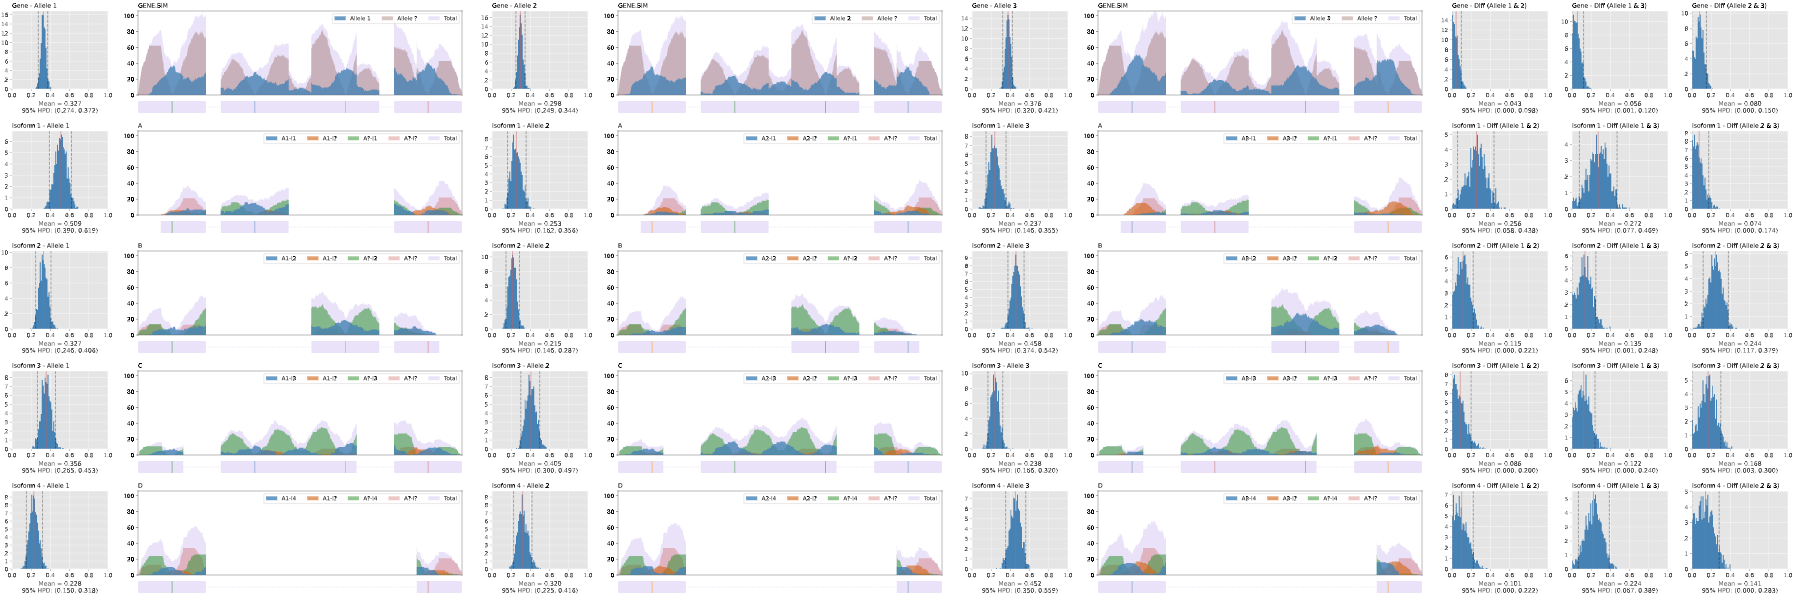 Gene - Allele 1
Mean = 0.327
95% HPD: (0.274, 0.372)
GENE.SIM
Allele 1 Allele ? Total
Gene - Allele 2
Mean = 0.298
95% HPD: (0.249, 0.344)
GENE.SIM
Allele 2 Allele ? Total
Gene - Allele 3
Mean = 0.376
95% HPD: (0.320, 0.421)
GENE.SIM
Allele 3 Allele ? Total
Gene - Diff (Allele 1 & 2)
Mean = 0.043
95% HPD: (0.000, 0.098)
Gene - Diff (Allele 1 & 3)
Mean = 0.056
95% HPD: (0.001, 0.120)
Gene - Diff (Allele 2 & 3)
Mean = 0.080
95% HPD: (0.000, 0.150)
Isoform 1 - Allele 1
Mean = 0.509
95% HPD: (0.390, 0.619)
A
A1-I1 A1-I? A?-I1 A?-I? Total
Isoform 1 - Allele 2
Mean = 0.253
95% HPD: (0.162, 0.356)
A
A2-I1 A2-I? A?-I1 A?-I? Total
Isoform 1 - Allele 3
Mean = 0.237
95% HPD: (0.146, 0.355)
A
A3-I1 A3-I? A?-I1 A?-I? Total
Isoform 1 - Diff (Allele 1 & 2)
Mean = 0.256
95% HPD: (0.058, 0.438)
Isoform 1 - Diff (Allele 1 & 3)
Mean = 0.272
95% HPD: (0.077, 0.469)
Isoform 1 - Diff (Allele 2 & 3)
Mean = 0.074
95% HPD: (0.000, 0.174)
Isoform 2 - Allele 1
Mean = 0.327
95% HPD: (0.246, 0.406)
B
A1-I2 A1-I? A?-I2 A?-I? Total
Isoform 2 - Allele 2
Mean = 0.215
95% HPD: (0.146, 0.287)
B
A2-I2 A2-I? A?-I2 A?-I? Total
Isoform 2 - Allele 3
Mean = 0.458
95% HPD: (0.374, 0.542)
B
A3-I2 A3-I? A?-I2 A?-I? Total
Isoform 2 - Diff (Allele 1 & 2)
Mean = 0.115
95% HPD: (0.000, 0.221)
Isoform 2 - Diff (Allele 1 & 3)
Mean = 0.135
95% HPD: (0.001, 0.248)
Isoform 2 - Diff (Allele 2 & 3)
Mean = 0.244
95% HPD: (0.117, 0.379)
Isoform 3 - Allele 1
Mean = 0.356
95% HPD: (0.265, 0.453)
C
A1-I3 A1-I? A?-I3 A?-I? Total
Isoform 3 - Allele 2
Mean = 0.405
95% HPD: (0.300, 0.497)
C
A2-I3 A2-I? A?-I3 A?-I? Total
Isoform 3 - Allele 3
Mean = 0.238
95% HPD: (0.165, 0.320)
C
A3-I3 A3-I? A?-I3 A?-I? Total
Isoform 3 - Diff (Allele 1 & 2)
Mean = 0.086
95% HPD: (0.000, 0.200)
Isoform 3 - Diff (Allele 1 & 3)
Mean = 0.122
95% HPD: (0.000, 0.240)
Isoform 3 - Diff (Allele 2 & 3)
Mean = 0.168
95% HPD: (0.003, 0.300)
Isoform 4 - Allele 1
Mean = 0.228
95% HPD: (0.150, 0.318)
D
A1-I4 A1-I? A?-I4 A?-I? Total
Isoform 4 - Allele 2
Mean = 0.320
95% HPD: (0.225, 0.416)
D
A2-I4 A2-I? A?-I4 A?-I? Total
Isoform 4 - Allele 3
Mean = 0.452
95% HPD: (0.350, 0.559)
D
A3-I4 A3-I? A?-I4 A?-I? Total
Isoform 4 - Diff (Allele 1 & 2)
Mean = 0.101
95% HPD: (0.000, 0.222)
Isoform 4 - Diff (Allele 1 & 3)
Mean = 0.224
95% HPD: (0.067, 0.389)
Isoform 4 - Diff (Allele 2 & 3)
Mean = 0.141
95% HPD: (0.000, 0.283)